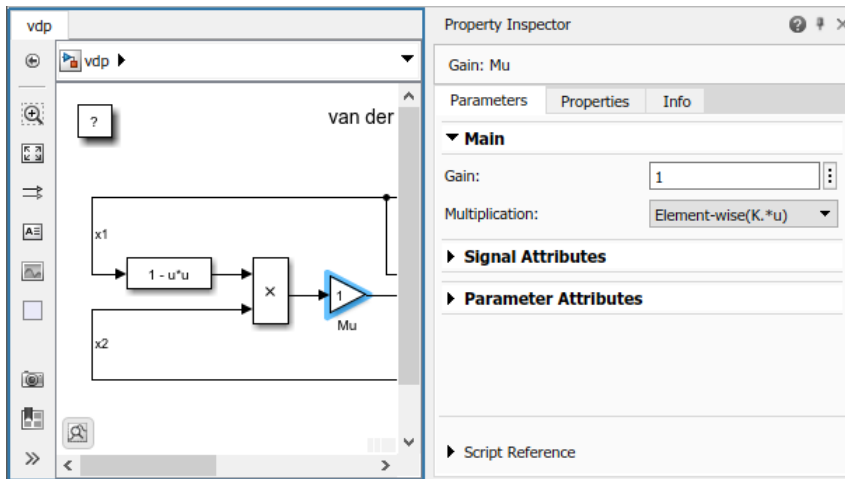 vdp
vdp
?
van der
x1
1 - u*u
×
1
Mu
x2
Property Inspector
?
Gain: Mu
Parameters Properties Info
Main
Gain: 1
Multiplication: Element-wise(K.*u)
Signal Attributes
Parameter Attributes
Script Reference